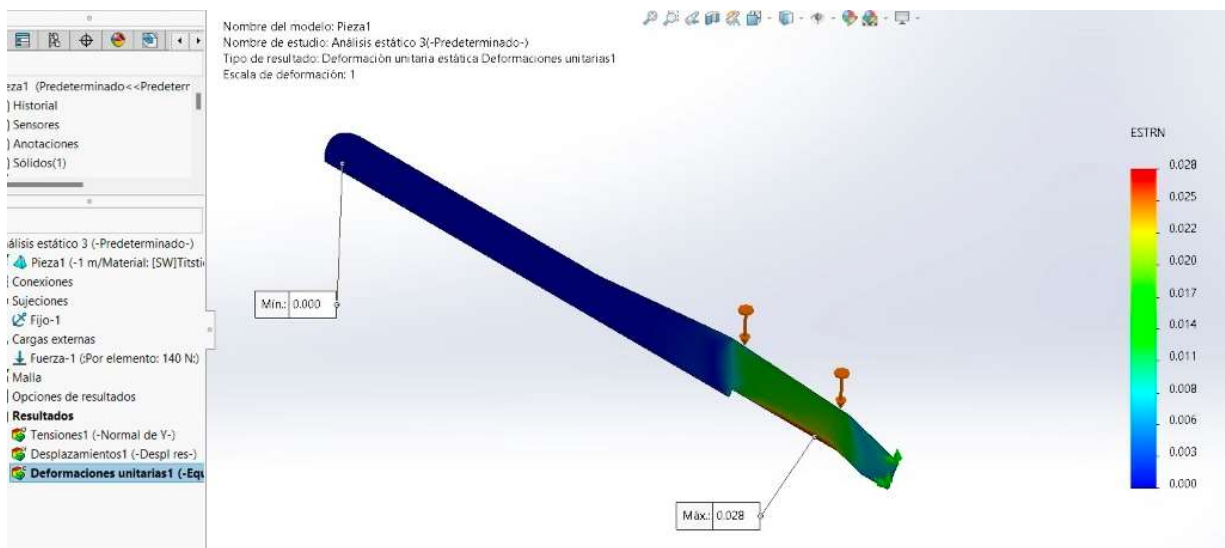 Nombre del modelo: Pieza1
Nombre de estudio: Análisis estático 3(-Predeterminado-)
Tipo de resultado: Deformación unitaria estática Deformaciones unitarias1
Escala de deformación: 1
eza1 (Predeterminado<<Predeterr
Historial
Sensores
Anotaciones
Sólidos(1)
álisis estático 3 (-Predeterminado-)
Pieza1 (-1 m/Material: [SW]Titsti
Conexiones
Sujeciones
Fijo-1
Cargas externas
Fuerza-1 (:Por elemento: 140 N:)
Malla
Opciones de resultados
Resultados
Tensiones1 (-Normal de Y-)
Desplazamientos1 (-Despl res-)
Deformaciones unitarias1 (-Equ
Mín.: 0.000
Máx.: 0.028
ESTRN
0.028
0.025
0.022
0.020
0.017
0.014
0.011
0.008
0.006
0.003
0.000